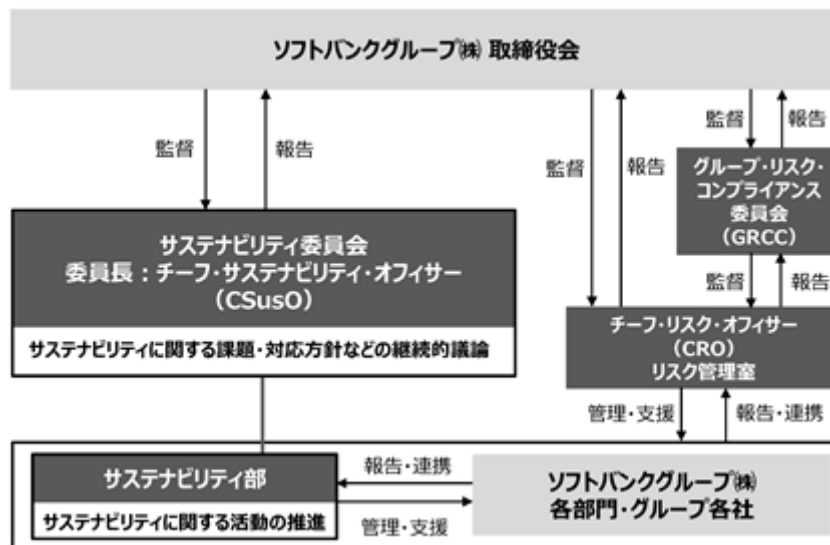 ソフトバンクグループ㈱ 取締役会
監督
報告
監督
報告
監督
報告
グループ・リスク・
コンプライアンス
委員会
(GRCC)
サステナビリティ委員会
委員長：チーフ・サステナビリティ・オフィサー
(CSusO)
サステナビリティに関する課題・対応方針などの継続的議論
監督
報告
チーフ・リスク・オフィサー
(CRO)
リスク管理室
管理・支援
報告・連携
サステナビリティ部
サステナビリティに関する活動の推進
報告・連携
管理・支援
ソフトバンクグループ㈱
各部門・グループ各社